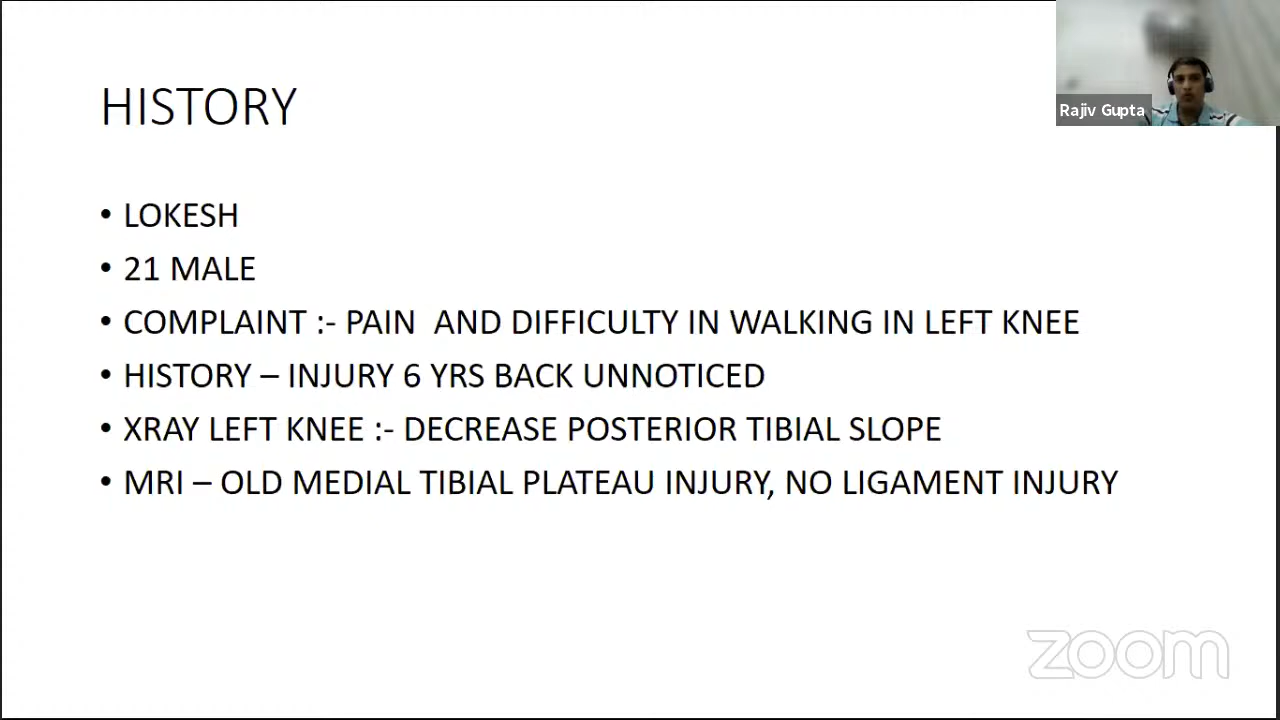 Rajiv Gupta
HISTORY
• LOKESH
• 21 MALE
• COMPLAINT :- PAIN  AND DIFFICULTY IN WALKING IN LEFT KNEE
• HISTORY – INJURY 6 YRS BACK UNNOTICED
• XRAY LEFT KNEE :- DECREASE POSTERIOR TIBIAL SLOPE
• MRI – OLD MEDIAL TIBIAL PLATEAU INJURY, NO LIGAMENT INJURY
zoom